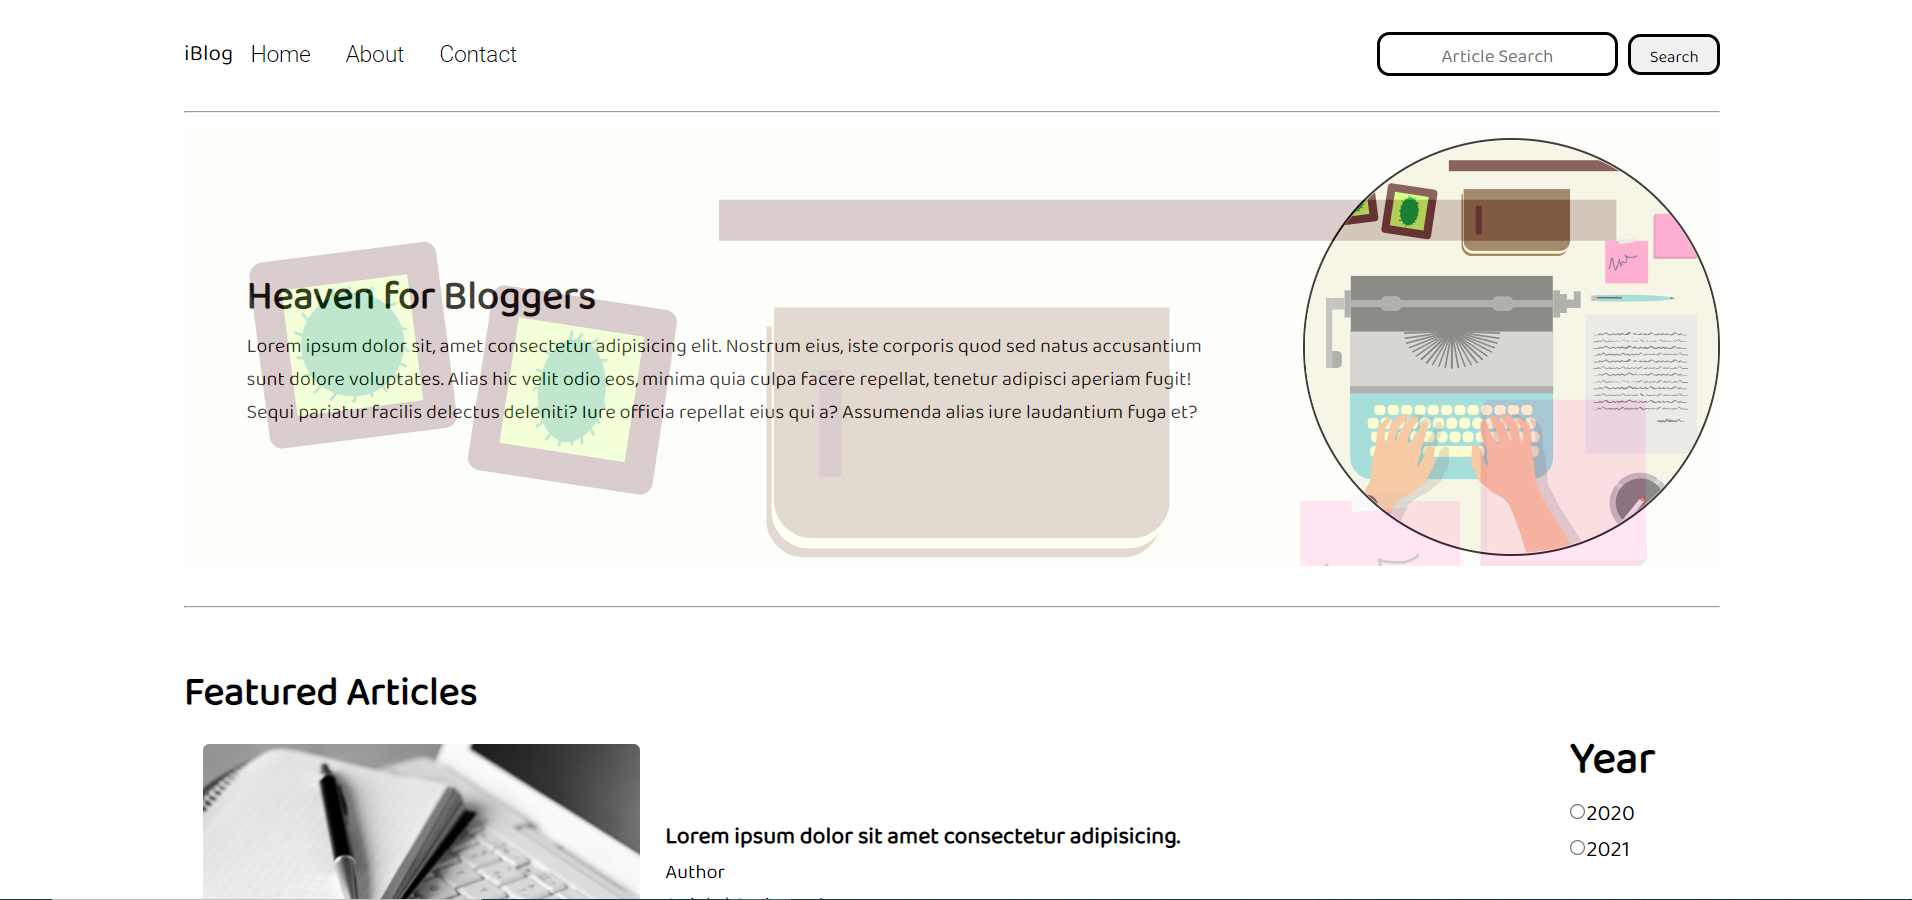 iBlog Home About Contact Article Search Search
Heaven for Bloggers
Lorem ipsum dolor sit, amet consectetur adipisicing elit. Nostrum eius, iste corporis quod sed natus accusantium
sunt dolore voluptates. Alias hic velit odio eos, minima quia culpa facere repellat, tenetur adipisci aperiam fugit!
Sequi pariatur facilis delectus deleniti? Iure officia repellat eius qui a? Assumenda alias iure laudantium fuga et?
Featured Articles
Lorem ipsum dolor sit amet consectetur adipisicing.
Author
Year
2020
2021